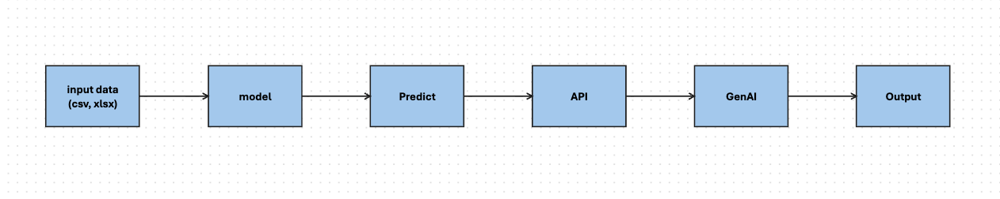 input data
(csv, xlsx)
model
Predict
API
GenAI
Output